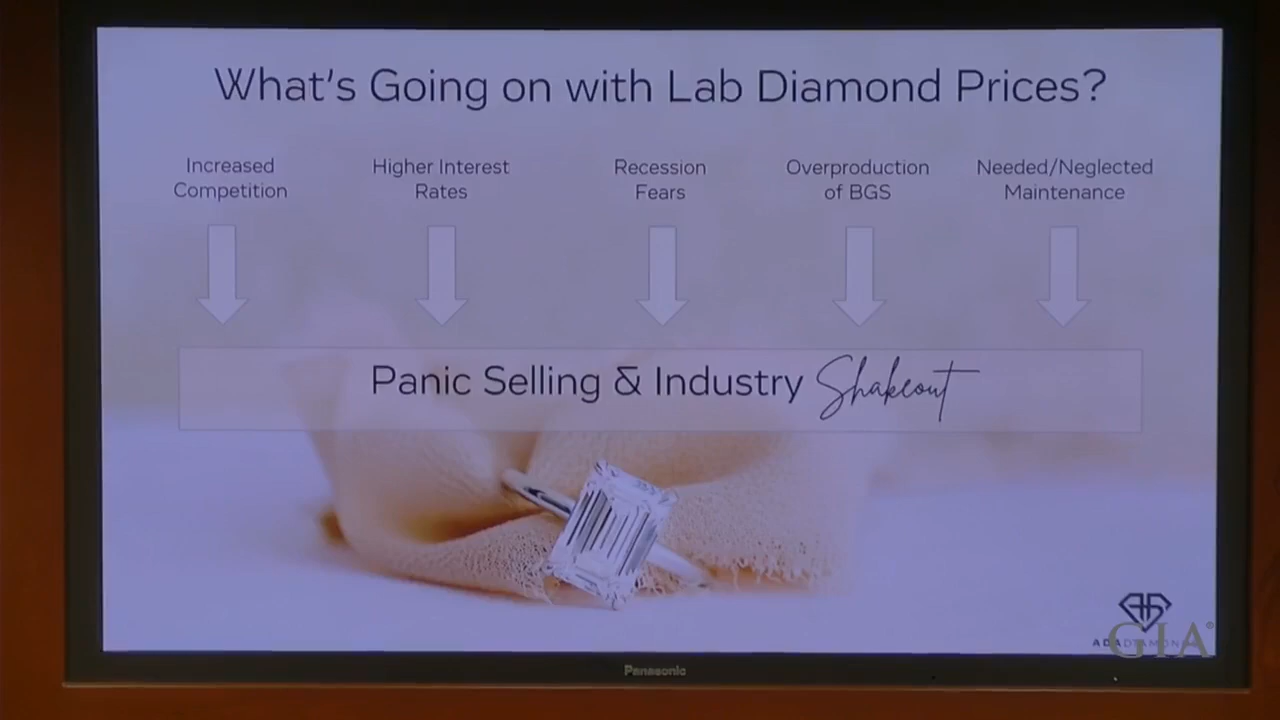 What's Going on with Lab Diamond Prices?
Increased
Competition
Higher Interest
Rates
Recession
Fears
Overproduction
of BGS
Needed/Neglected
Maintenance
Panic Selling & Industry Shakeout
GIA®
Panasonic